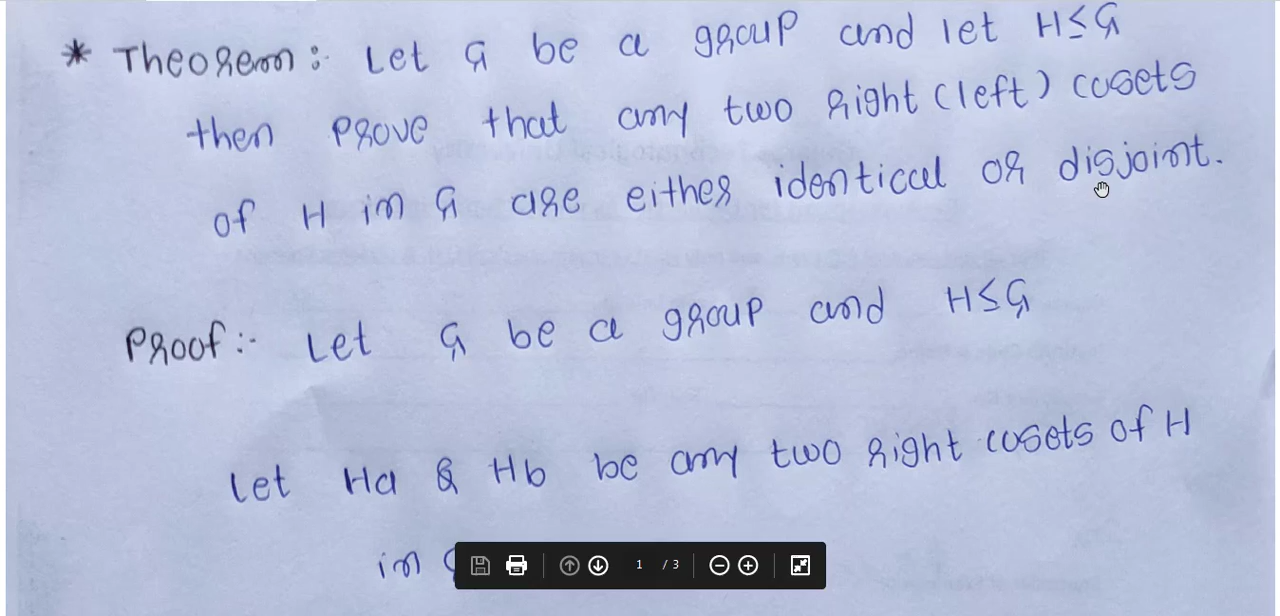 * Theorem :- Let G be a group and let H≤G
then prove that any two right (left) cosets
of H in G are either identical or disjoint.
Proof :- Let G be a group and H≤G
Let Ha & Hb be any two right cosets of H
in G
1 / 3